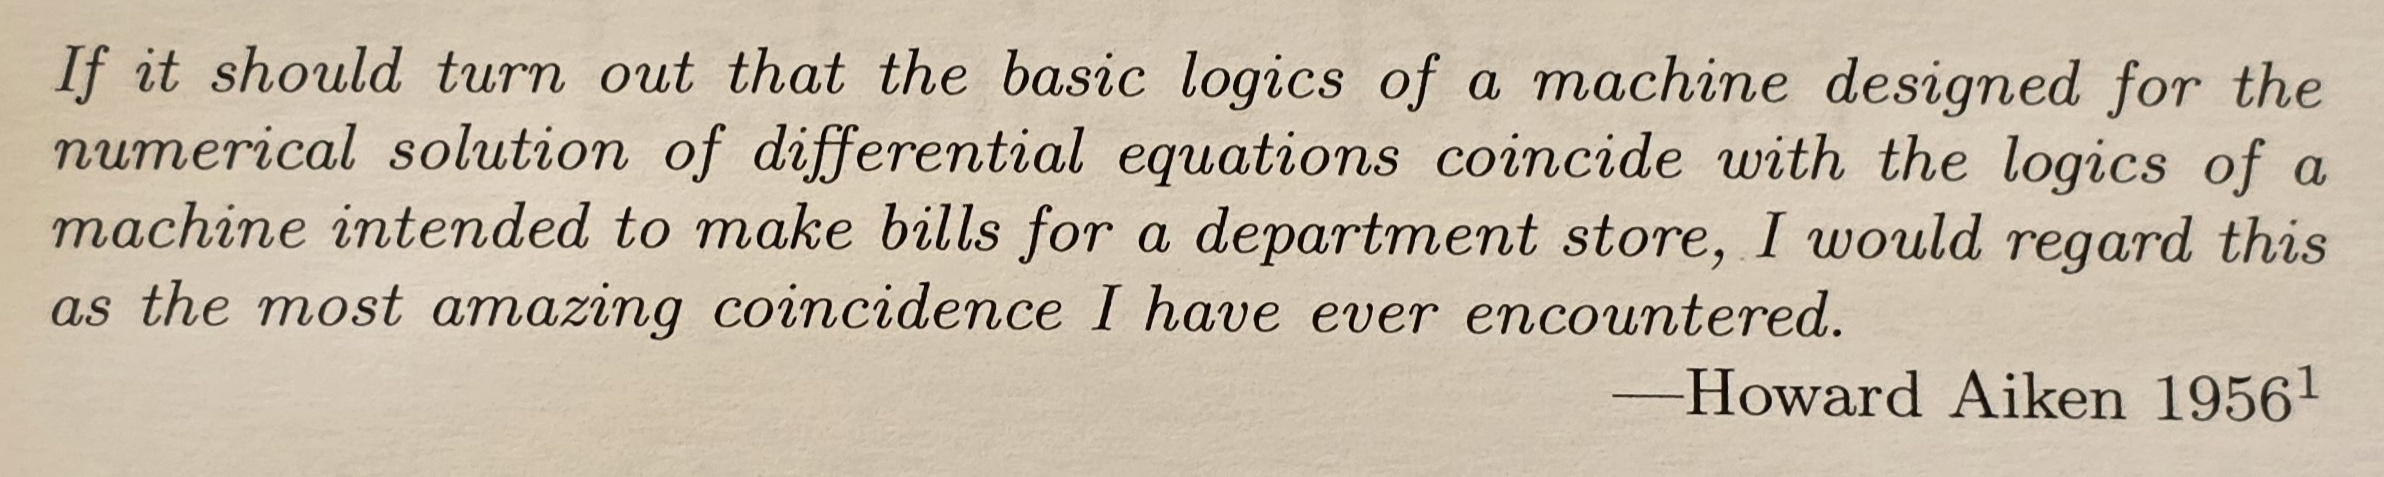 If it should turn out that the basic logics of a machine designed for the
numerical solution of differential equations coincide with the logics of a
machine intended to make bills for a department store, I would regard this
as the most amazing coincidence I have ever encountered.
—Howard Aiken 1956¹